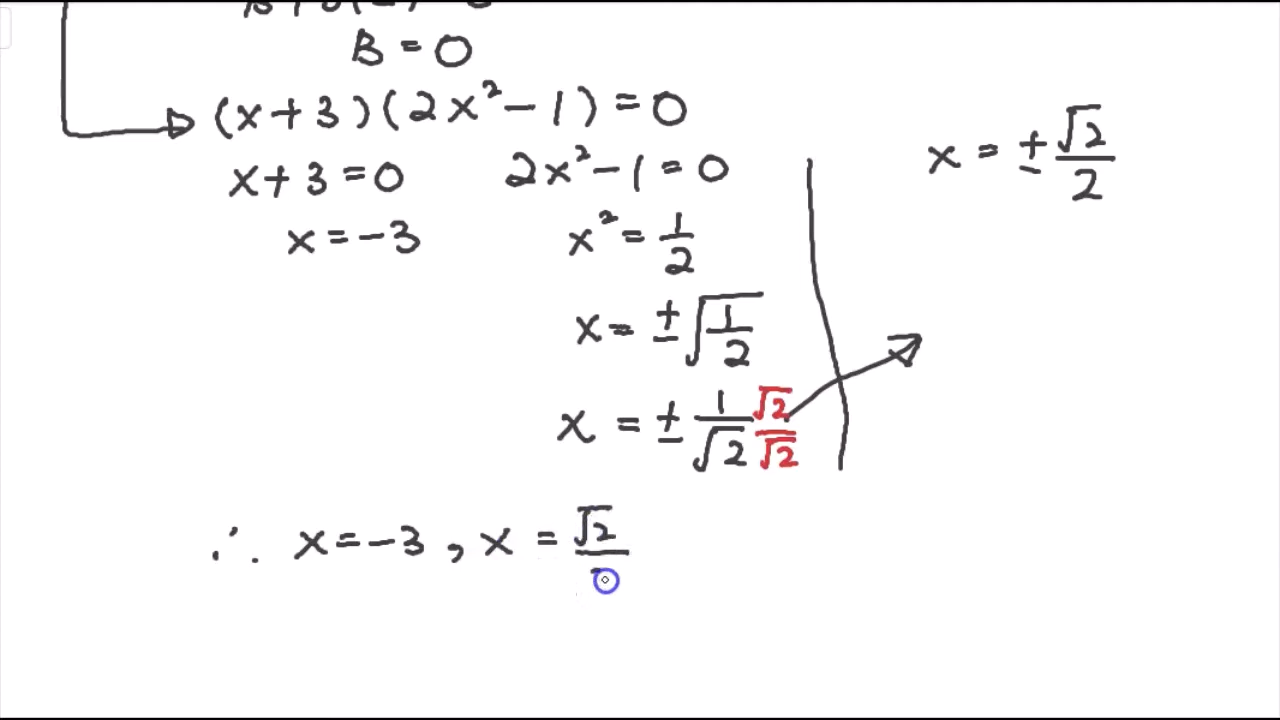 B = 0
(x + 3)(2x² − 1) = 0
x + 3 = 0    2x² − 1 = 0
x = −3    x² = 1/2
x = ±√(1/2)
x = ± 1/√2 √2/√2
x = ± √2/2
∴ x = −3 , x = √2/